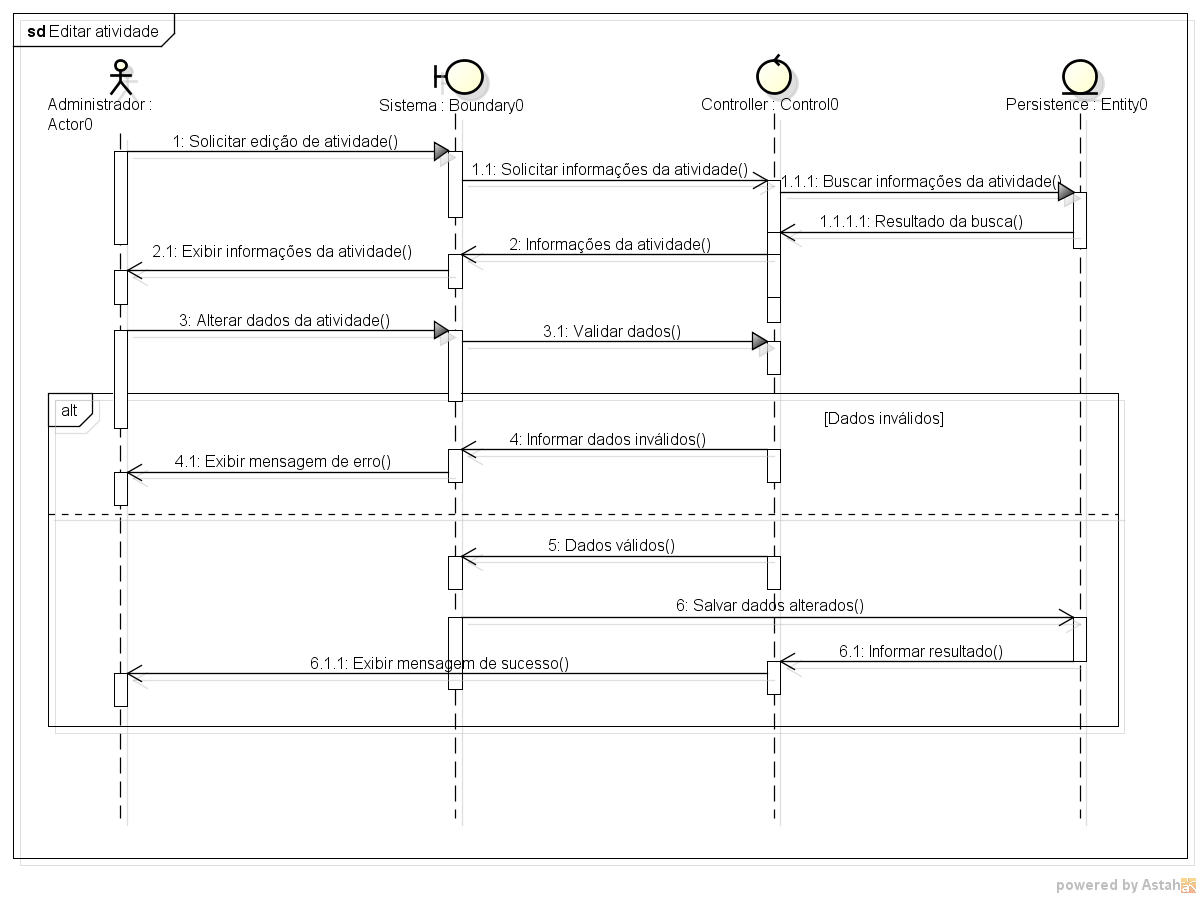 sd Editar atividade
Administrador :
Actor0
Sistema : Boundary0
Controller : Control0
Persistence : Entity0
1: Solicitar edição de atividade()
1.1: Solicitar informações da atividade()
1.1.1: Buscar informações da atividade()
1.1.1.1: Resultado da busca()
2: Informações da atividade()
2.1: Exibir informações da atividade()
3: Alterar dados da atividade()
3.1: Validar dados()
alt
[Dados inválidos]
4: Informar dados inválidos()
4.1: Exibir mensagem de erro()
5: Dados válidos()
6: Salvar dados alterados()
6.1: Informar resultado()
6.1.1: Exibir mensagem de sucesso()
powered by Astah